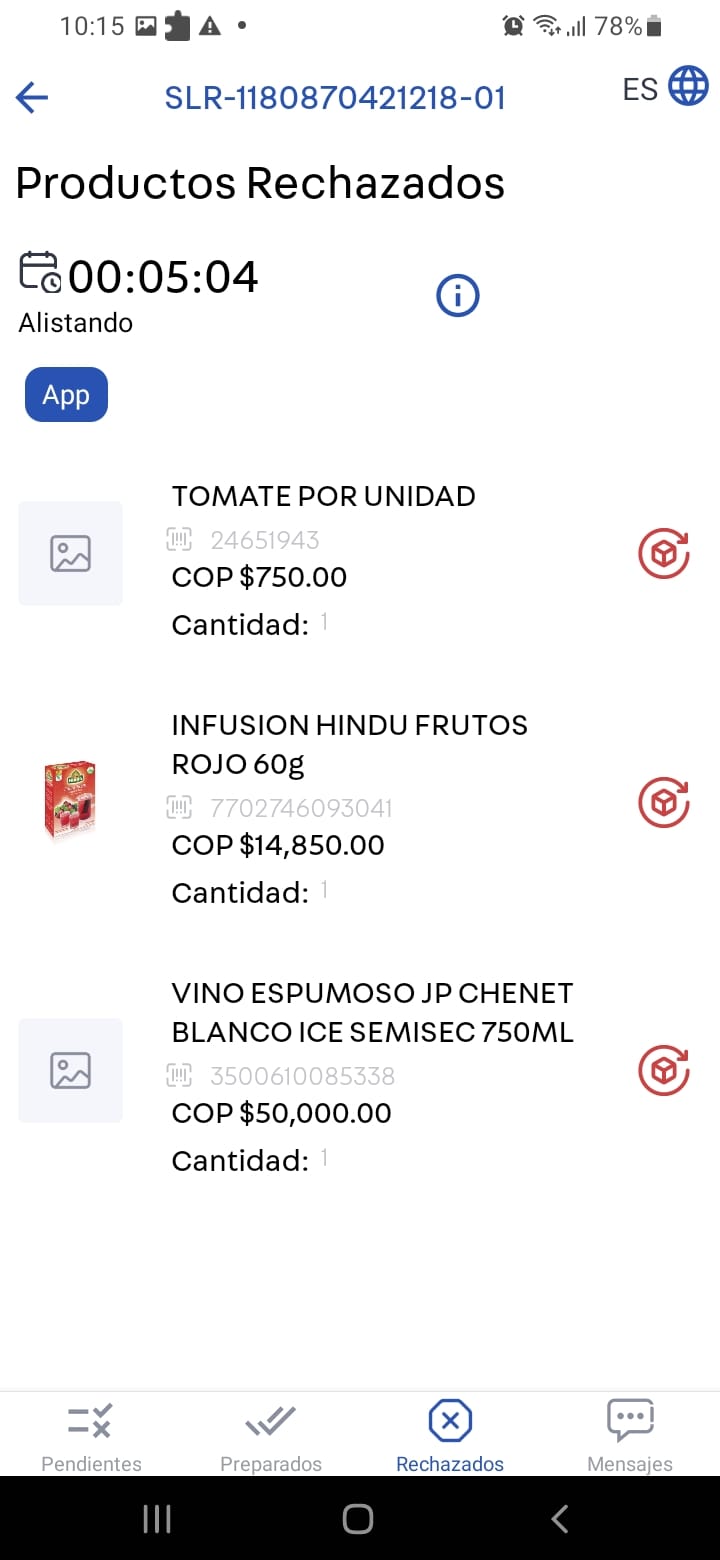 10:15
78%
SLR-1180870421218-01
ES
Productos Rechazados
00:05:04
Alistando
App
TOMATE POR UNIDAD
24651943
COP $750.00
Cantidad: 1
INFUSION HINDU FRUTOS
ROJO 60g
7702746093041
COP $14,850.00
Cantidad: 1
VINO ESPUMOSO JP CHENET
BLANCO ICE SEMISEC 750ML
3500610085338
COP $50,000.00
Cantidad: 1
Pendientes
Preparados
Rechazados
Mensajes